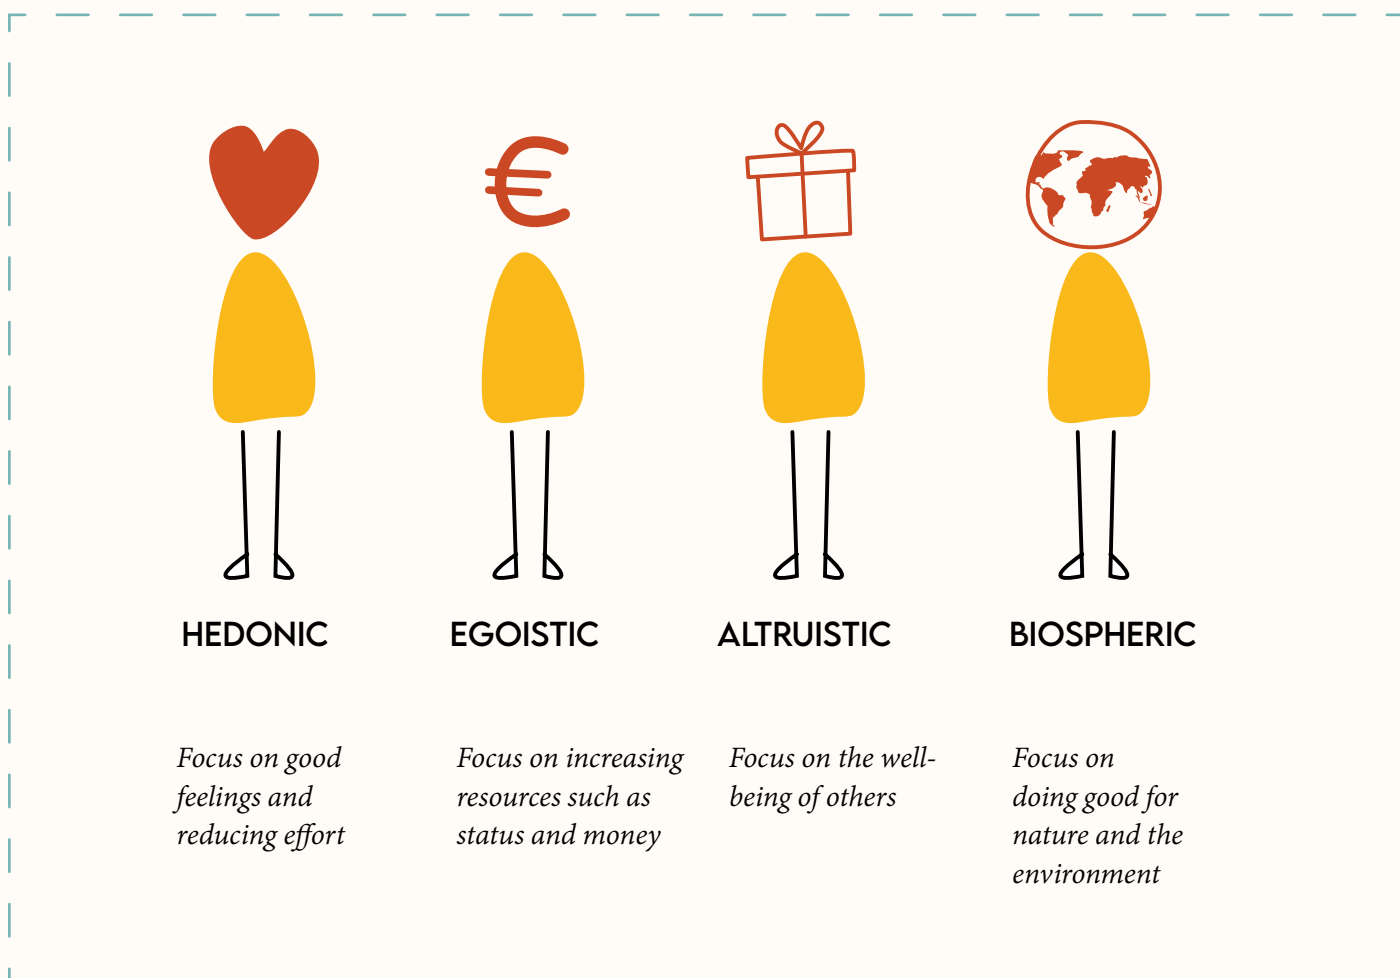 €
HEDONIC
EGOISTIC
ALTRUISTIC
BIOSPHERIC
Focus on good
feelings and
reducing effort
Focus on increasing
resources such as
status and money
Focus on the well-
being of others
Focus on
doing good for
nature and the
environment